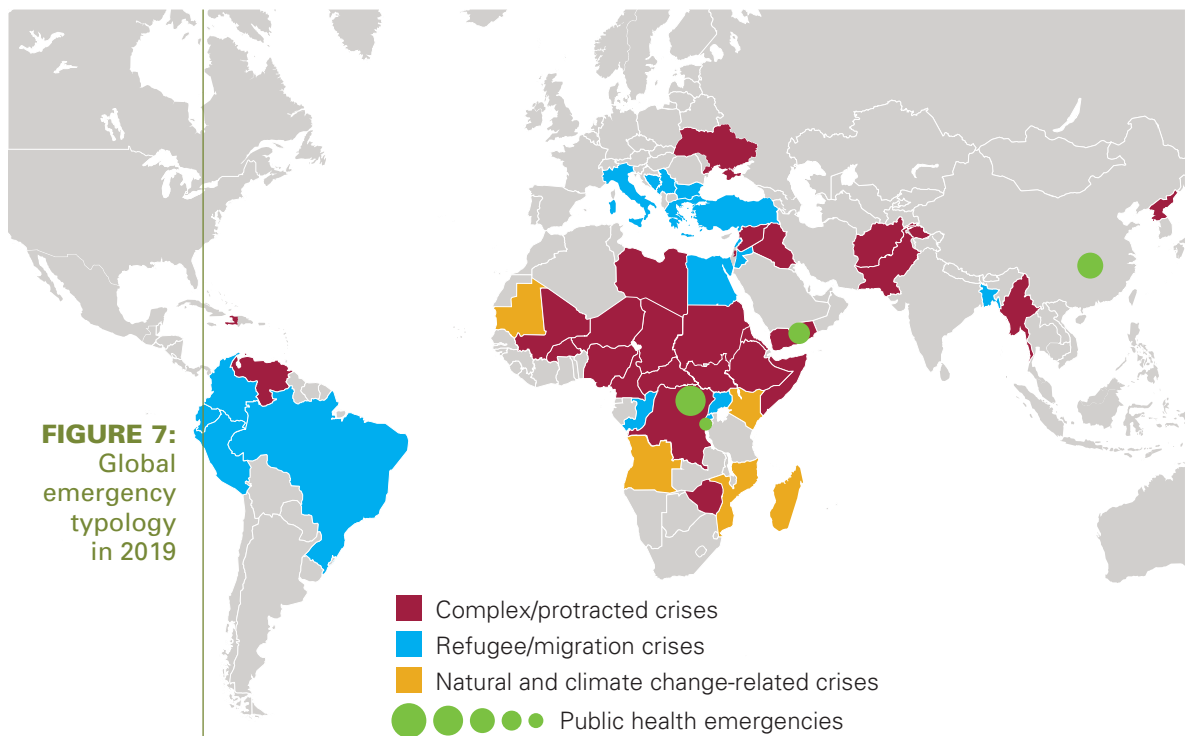 FIGURE 7:
Global
emergency
typology
in 2019
Complex/protracted crises
Refugee/migration crises
Natural and climate change-related crises
Public health emergencies